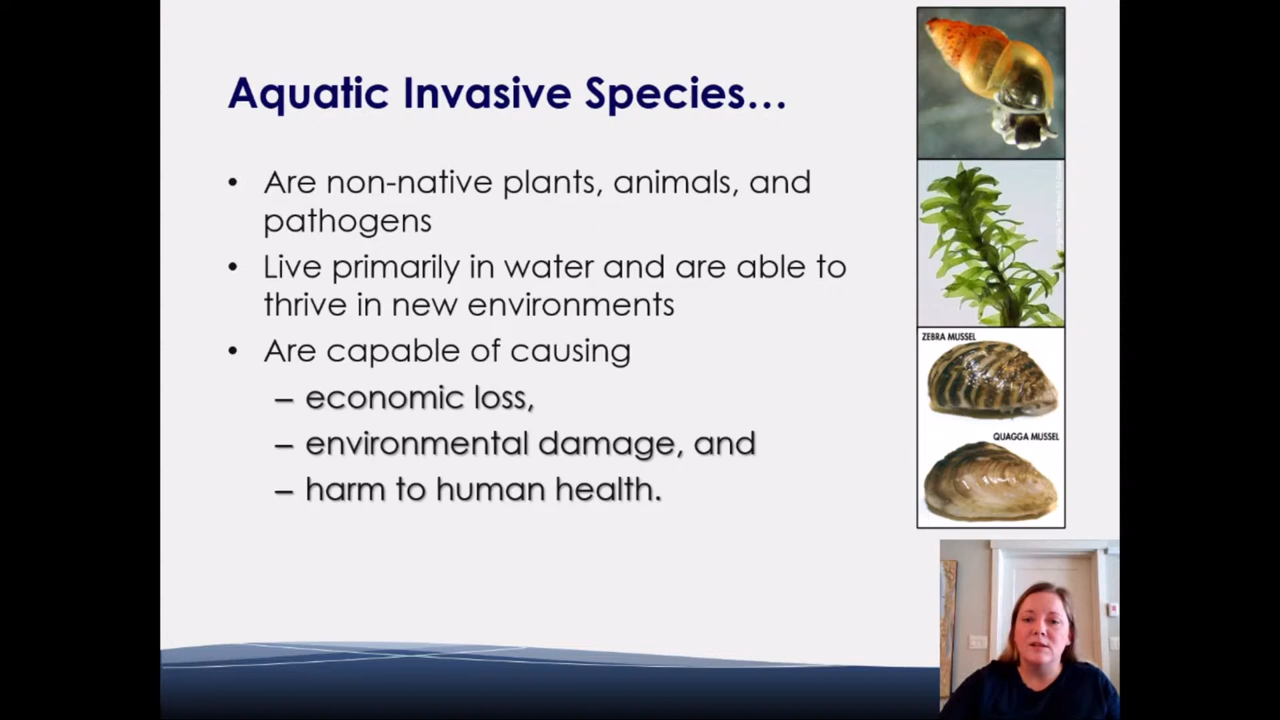 Aquatic Invasive Species...
• Are non-native plants, animals, and
pathogens
• Live primarily in water and are able to
thrive in new environments
• Are capable of causing
– economic loss,
– environmental damage, and
– harm to human health.
ZEBRA MUSSEL
QUAGGA MUSSEL